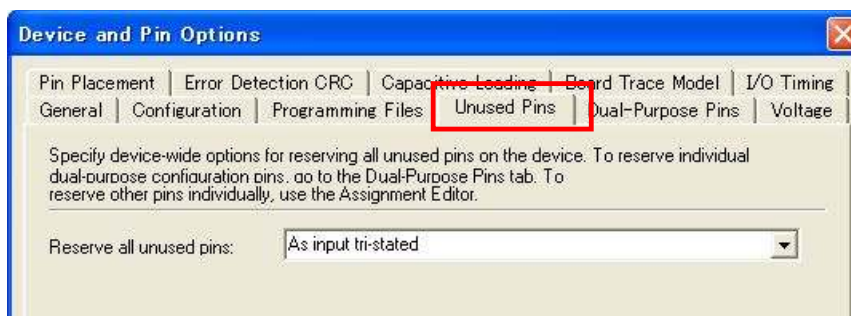 Device and Pin Options
Pin Placement | Error Detection CRC | Capacitive Loading | Board Trace Model | I/O Timing
General | Configuration | Programming Files | Unused Pins | Dual-Purpose Pins | Voltage
Specify device-wide options for reserving all unused pins on the device. To reserve individual
dual-purpose configuration pins, go to the Dual-Purpose Pins tab. To
reserve other pins individually, use the Assignment Editor.
Reserve all unused pins: As input tri-stated